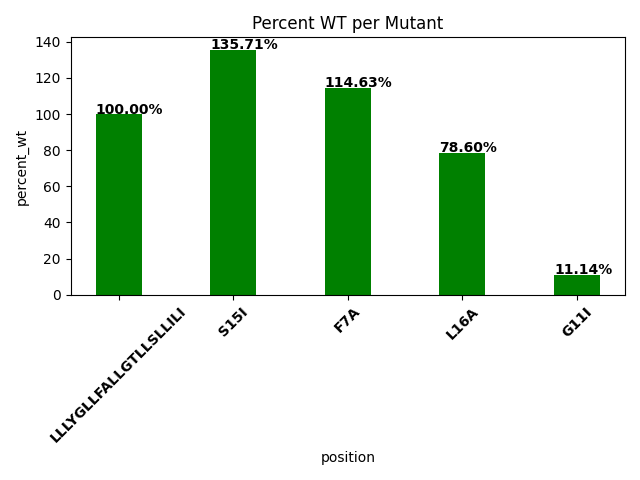 Percent WT per Mutant
percent_wt
140
120
100
80
60
40
20
0
100.00%
135.71%
114.63%
78.60%
11.14%
LLLYGLLFALLGTLLSLLILI
S15I
F7A
L16A
G11I
position